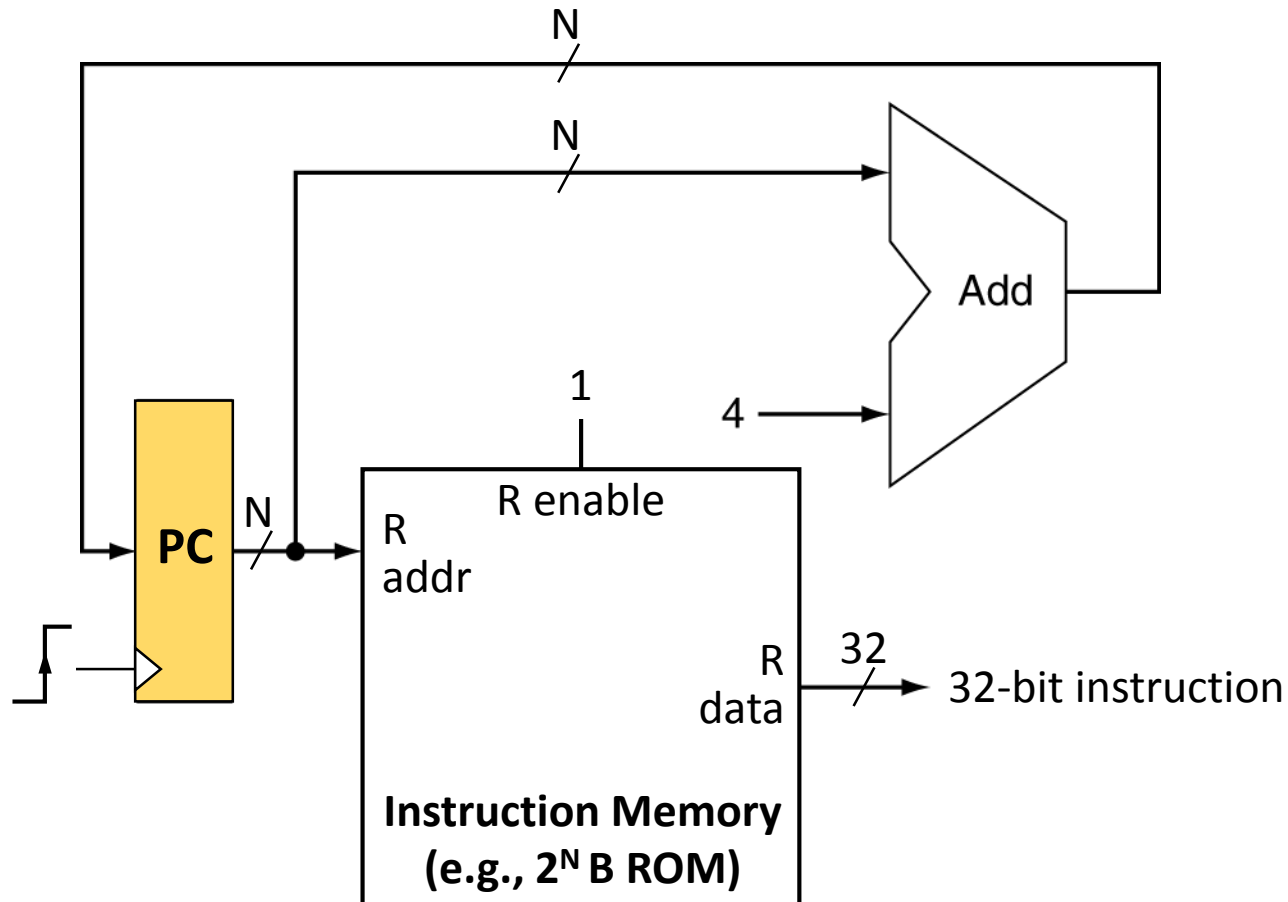 N
N
Add
1
4
R enable
N
PC
R
addr
R
data
32
32-bit instruction
Instruction Memory
(e.g., 2ᴺ B ROM)